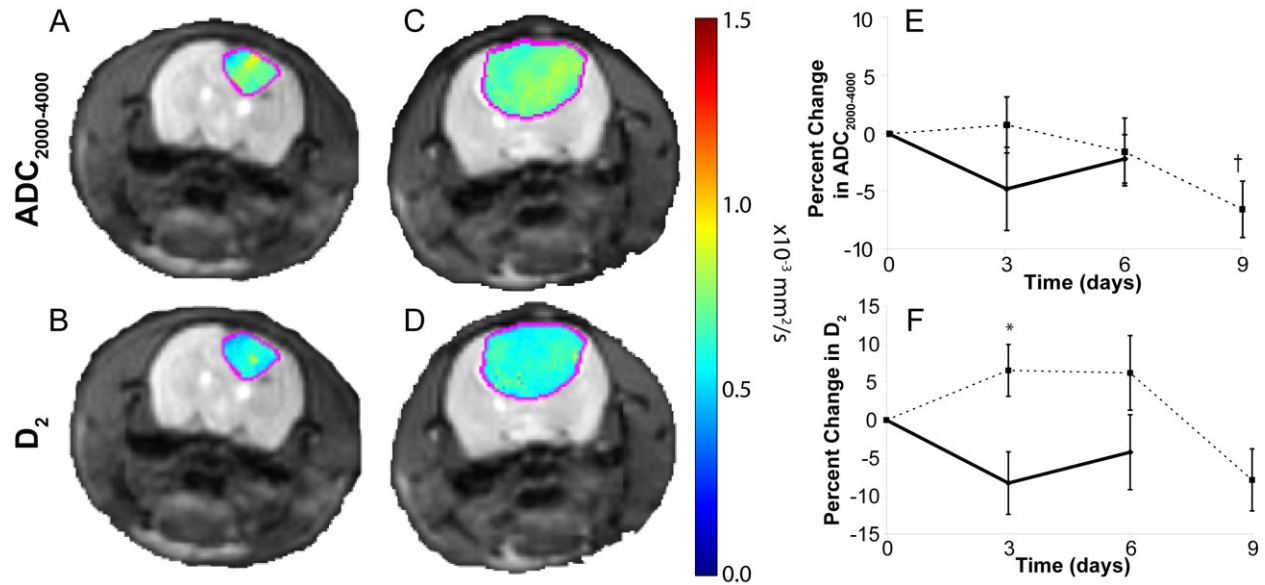 A
C
ADC2000-4000
B
D
D2
1.5
1.0
0.5
0.0
x10-3 mm2/s
E
Percent Change
in ADC2000-4000
10
5
0
-5
-10
†
0 3 6 9
Time (days)
F
Percent Change in D2
15
10
5
0
-5
-10
-15
*
0 3 6 9
Time (days)